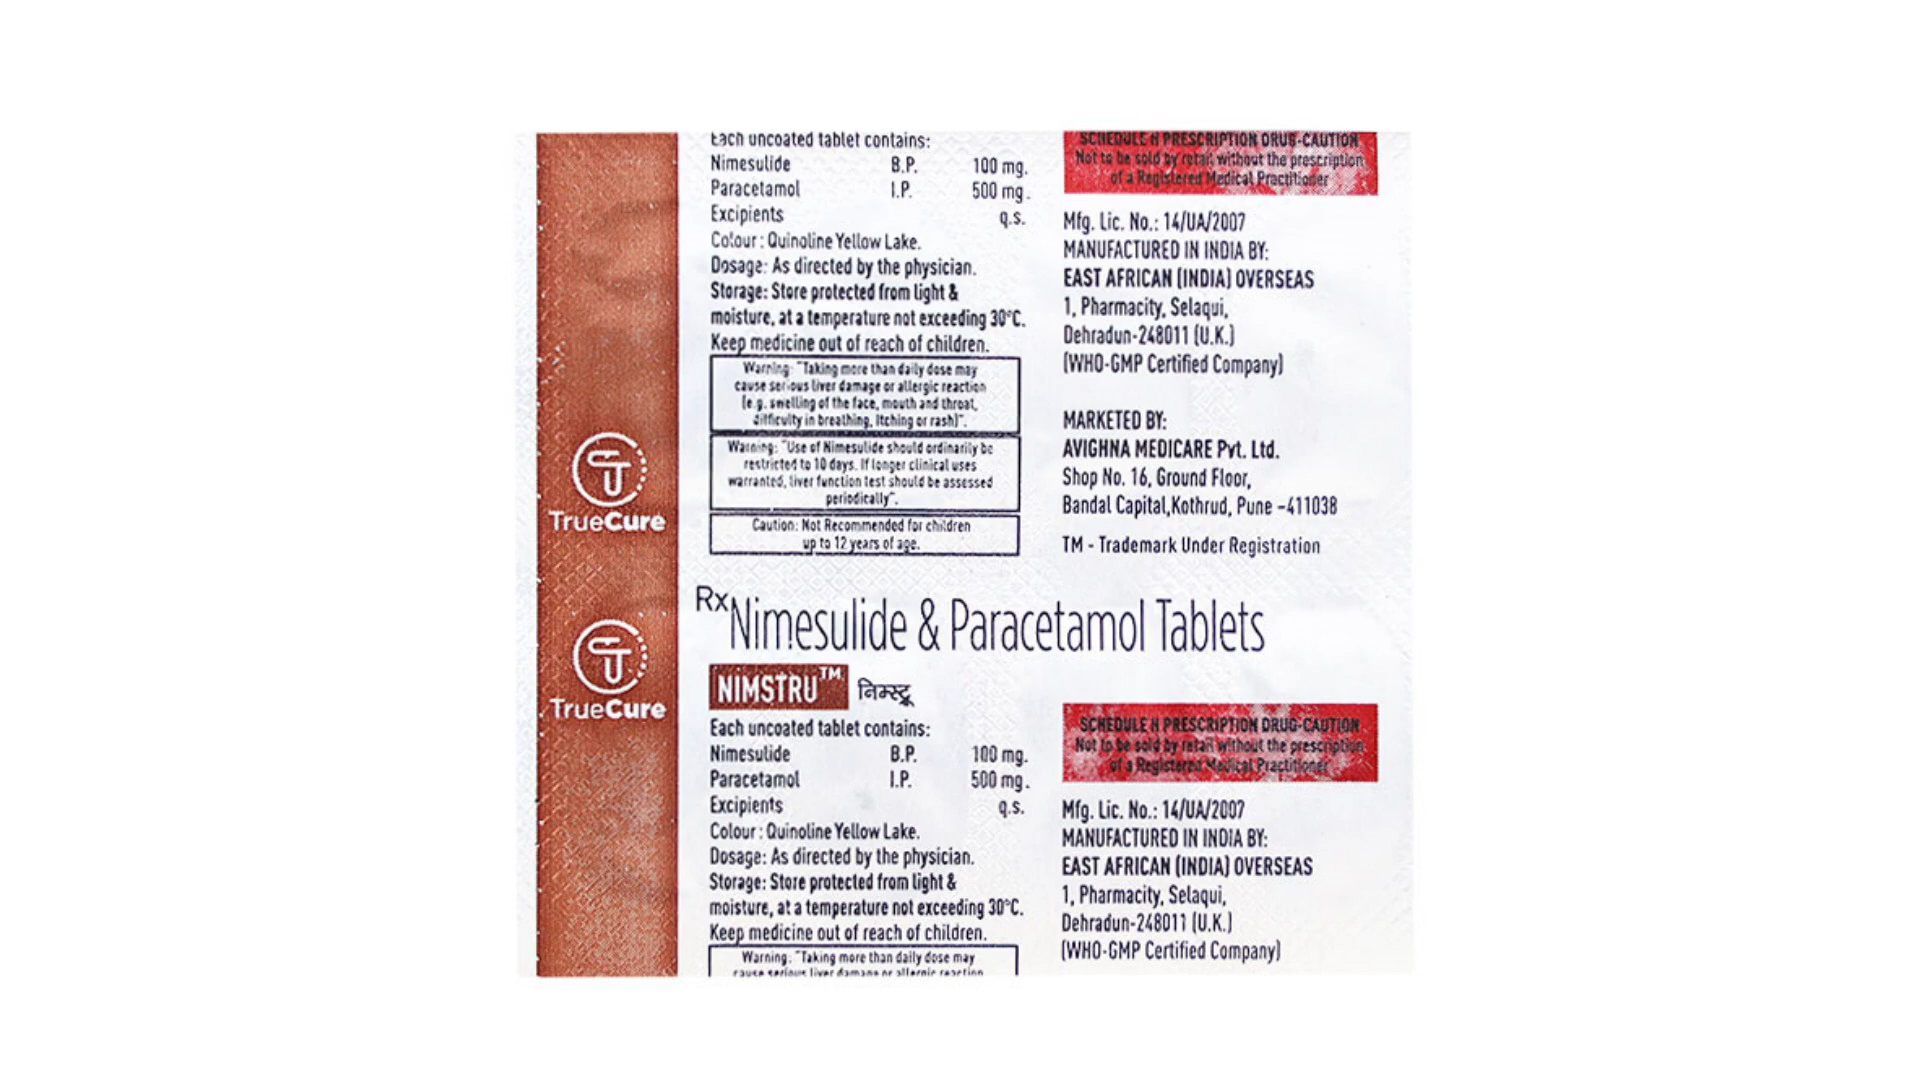 Each uncoated tablet contains:
Nimesulide B.P. 100 mg.
Paracetamol I.P. 500 mg.
Excipients q.s.
Colour : Quinoline Yellow Lake.
Dosage: As directed by the physician.
Storage: Store protected from light &
moisture, at a temperature not exceeding 30°C.
Keep medicine out of reach of children.
Warning: "Taking more than daily dose may
cause serious liver damage or allergic reaction
(e.g. swelling of the face, mouth and throat,
difficulty in breathing, Itching or rash)".
Warning: "Use of Nimesulide should ordinarily be
restricted to 10 days. If longer clinical uses
warranted, liver function test should be assessed
periodically".
Caution: Not Recommended for children
up to 12 years of age.
SCHEDULE H PRESCRIPTION DRUG-CAUTION
Not to be sold by retail without the prescription
of a Registered Medical Practitioner
Mfg. Lic. No.: 14/UA/2007
MANUFACTURED IN INDIA BY:
EAST AFRICAN (INDIA) OVERSEAS
1, Pharmacity, Selaqui,
Dehradun-248011 (U.K.)
(WHO-GMP Certified Company)
MARKETED BY:
AVIGHNA MEDICARE Pvt. Ltd.
Shop No. 16, Ground Floor,
Bandal Capital,Kothrud, Pune -411038
TM - Trademark Under Registration
TrueCure
TrueCure
Rx Nimesulide & Paracetamol Tablets
NIMSTRU™ निम्स्ट्रू
Each uncoated tablet contains:
Nimesulide B.P. 100 mg.
Paracetamol I.P. 500 mg.
Excipients q.s.
Colour : Quinoline Yellow Lake.
Dosage: As directed by the physician.
Storage: Store protected from light &
moisture, at a temperature not exceeding 30°C.
Keep medicine out of reach of children.
Warning: "Taking more than daily dose may
cause serious liver damage or allergic reaction
SCHEDULE H PRESCRIPTION DRUG-CAUTION
Not to be sold by retail without the prescription
of a Registered Medical Practitioner
Mfg. Lic. No.: 14/UA/2007
MANUFACTURED IN INDIA BY:
EAST AFRICAN (INDIA) OVERSEAS
1, Pharmacity, Selaqui,
Dehradun-248011 (U.K.)
(WHO-GMP Certified Company)